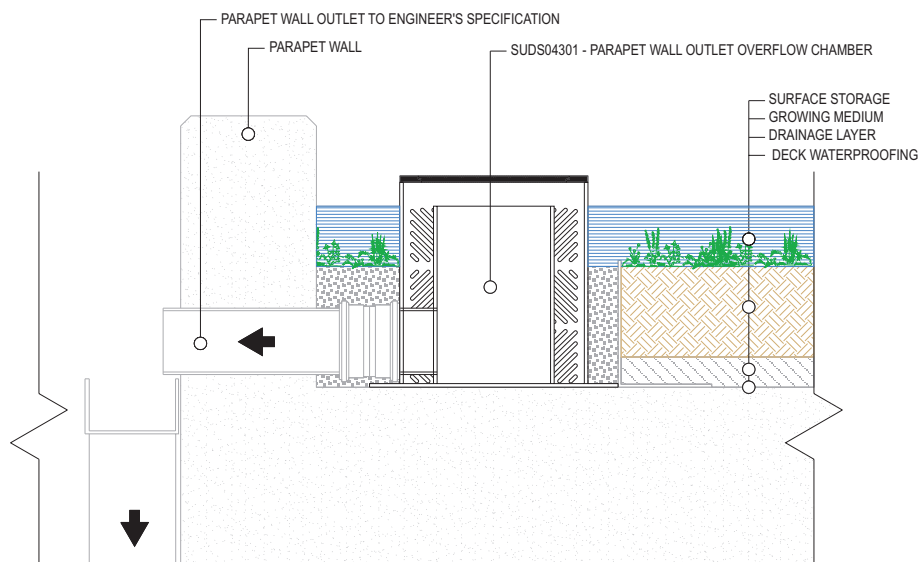 PARAPET WALL OUTLET TO ENGINEER'S SPECIFICATION
PARAPET WALL
SUDS04301 - PARAPET WALL OUTLET OVERFLOW CHAMBER
SURFACE STORAGE
GROWING MEDIUM
DRAINAGE LAYER
DECK WATERPROOFING